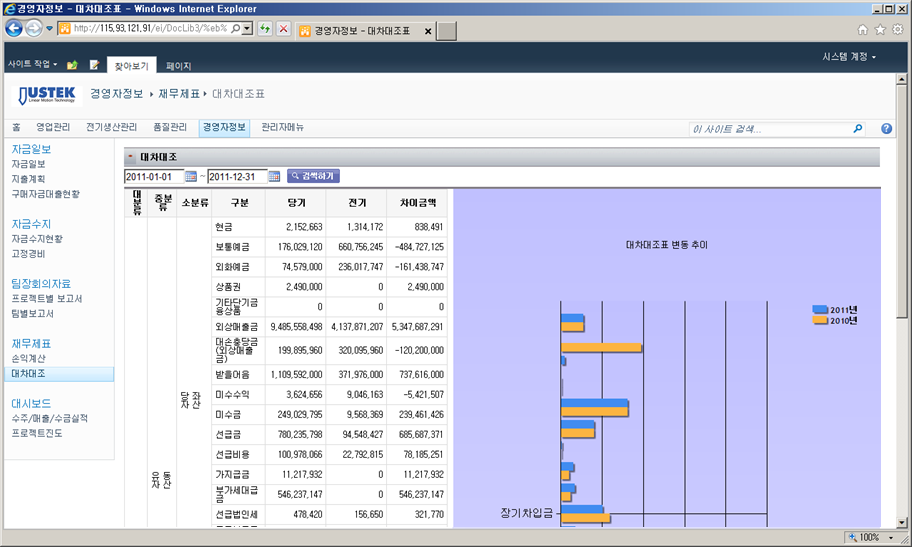 경영자정보 - 대차대조표 - Windows Internet Explorer
http://115.93.121.91/ei/DocLib3/%eb%
경영자정보 - 대차대조표
사이트 작업
찾아보기
페이지
시스템 계정
JUSTEK
Linear Motion Technology
경영자정보 ▸ 재무제표 ▸ 대차대조표
홈 영업관리 전기생산관리 품질관리 경영자정보 관리자메뉴
이 사이트 검색...
자금일보
자금일보
지출계획
구매자금대출현황
자금수지
자금수지현황
고정경비
팀장회의자료
프로젝트별 보고서
팀별보고서
재무제표
손익계산
대차대조
대시보드
수주/매출/수금실적
프로젝트진도
대차대조
2011-01-01 ~ 2011-12-31 검색하기
대분류 중분류 소분류 구분 당기 전기 차이금액
유동자산
당좌자산
현금 2,152,663 1,314,172 838,491
보통예금 176,029,120 660,756,245 -484,727,125
외화예금 74,579,000 236,017,747 -161,438,747
상품권 2,490,000 0 2,490,000
기타단기금융상품 0 0 0
외상매출금 9,485,558,498 4,137,871,207 5,347,687,291
대손충당금(외상매출금) 199,895,960 320,095,960 -120,200,000
받을어음 1,109,592,000 371,976,000 737,616,000
미수수익 3,624,656 9,046,163 -5,421,507
미수금 249,029,795 9,568,369 239,461,426
선급금 780,235,798 94,548,427 685,687,371
선급비용 100,978,066 22,792,815 78,185,251
가지급금 11,217,932 0 11,217,932
부가세대급금 546,237,147 0 546,237,147
선급법인세 478,420 156,650 321,770
대차대조표 변동 추이
2011년
2010년
장기차입금
100%